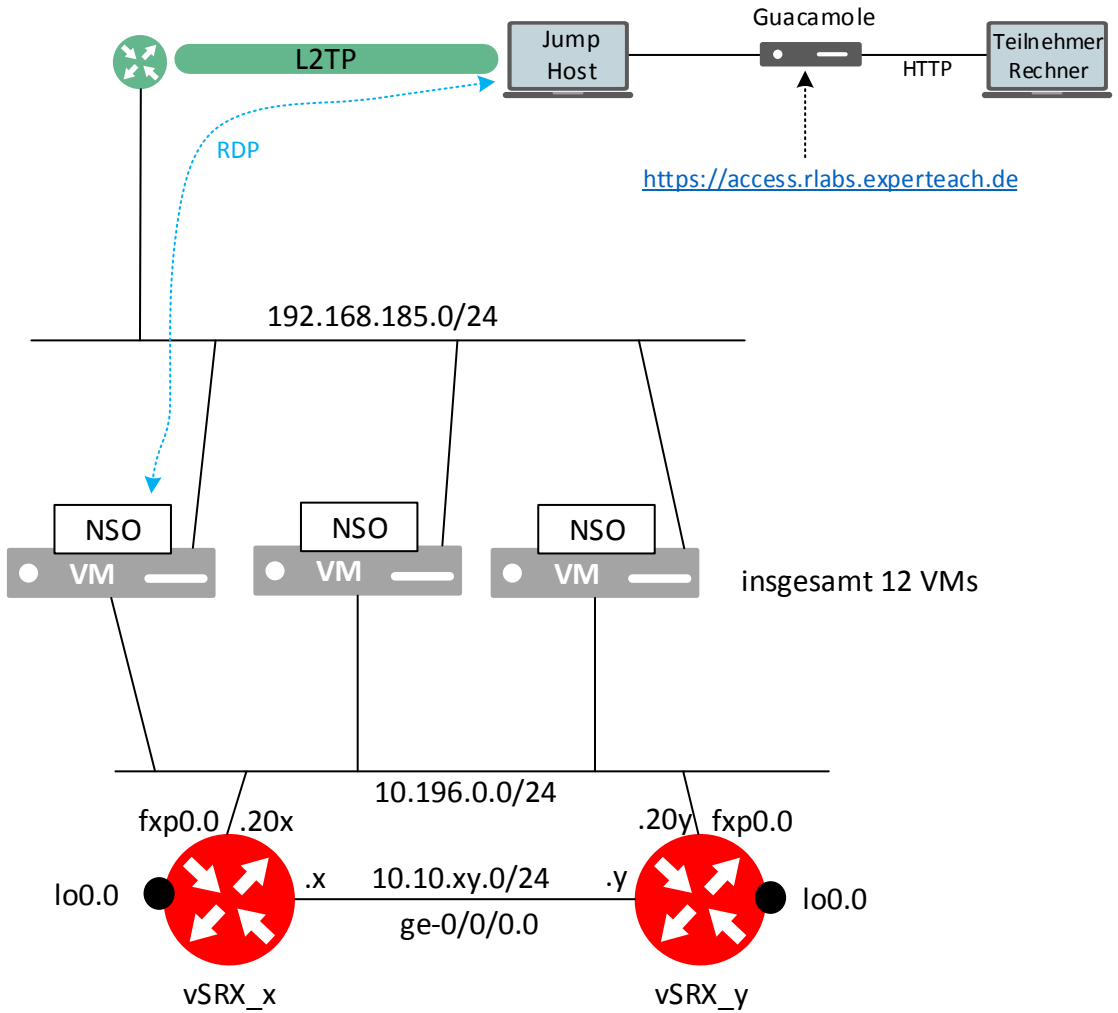 Guacamole
Jump
Host
Teilnehmer
Rechner
L2TP
HTTP
RDP
https://access.rlabs.experteach.de
192.168.185.0/24
NSO
NSO
NSO
VM
VM
VM
insgesamt 12 VMs
10.196.0.0/24
fxp0.0
.20x
.20y
fxp0.0
lo0.0
.x
10.10.xy.0/24
.y
lo0.0
ge-0/0/0.0
vSRX_x
vSRX_y